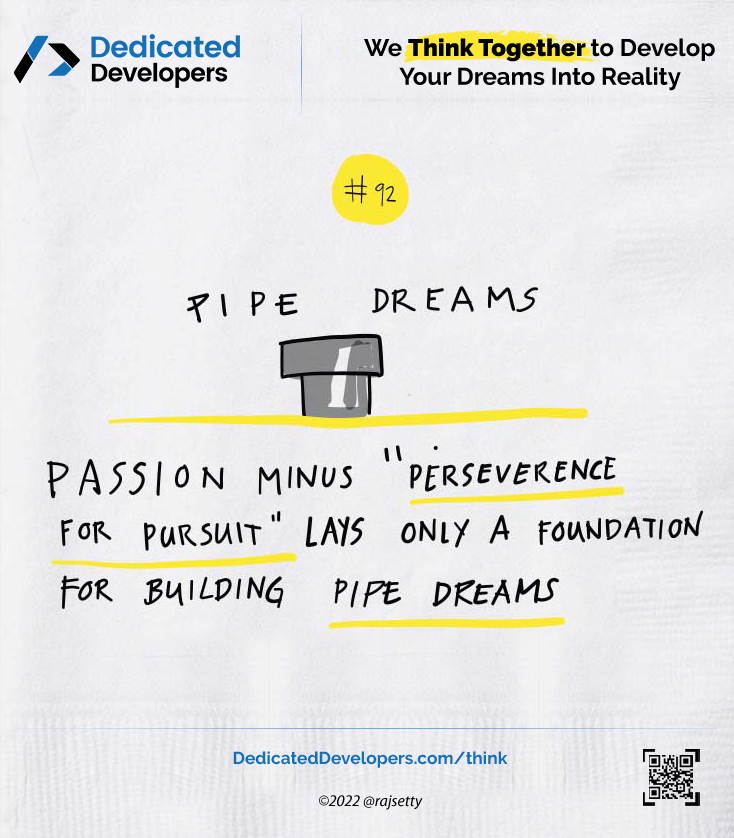 Dedicated
Developers
We Think Together to Develop
Your Dreams Into Reality
#92
PIPE DREAMS
PASSION MINUS "PERSEVERENCE
FOR PURSUIT" LAYS ONLY A FOUNDATION
FOR BUILDING PIPE DREAMS
DedicatedDevelopers.com/think
©2022 @rajsetty